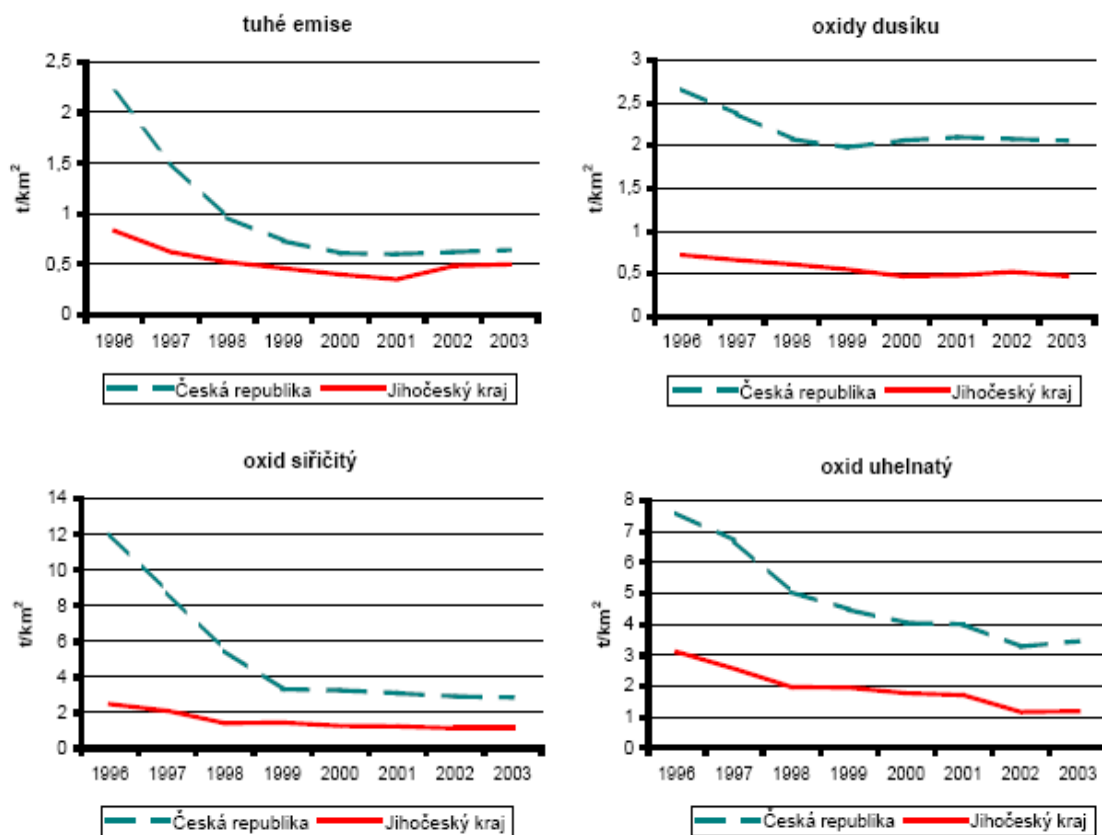 tuhé emise
2,5
2
1,5
1
0,5
0
t/km²
1996 1997 1998 1999 2000 2001 2002 2003
Česká republika Jihočeský kraj
oxidy dusíku
3
2,5
2
1,5
1
0,5
0
t/km²
1996 1997 1998 1999 2000 2001 2002 2003
Česká republika Jihočeský kraj
oxid siřičitý
14
12
10
8
6
4
2
0
t/km²
1996 1997 1998 1999 2000 2001 2002 2003
Česká republika Jihočeský kraj
oxid uhelnatý
8
7
6
5
4
3
2
1
0
t/km²
1996 1997 1998 1999 2000 2001 2002 2003
Česká republika Jihočeský kraj